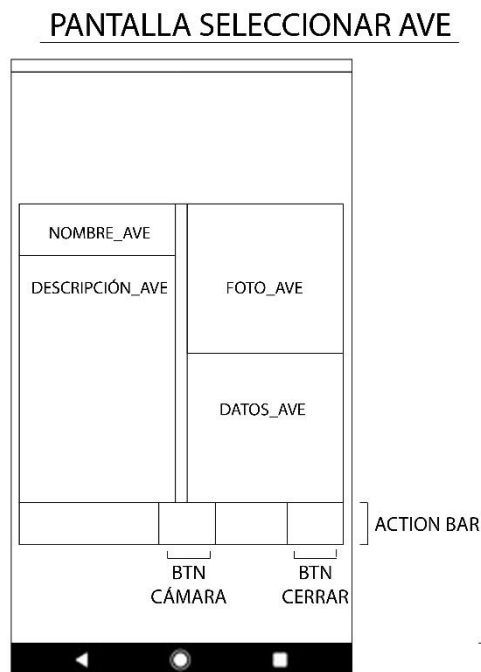 PANTALLA SELECCIONAR AVE
NOMBRE_AVE
DESCRIPCIÓN_AVE
FOTO_AVE
DATOS_AVE
ACTION BAR
BTN
CÁMARA
BTN
CERRAR